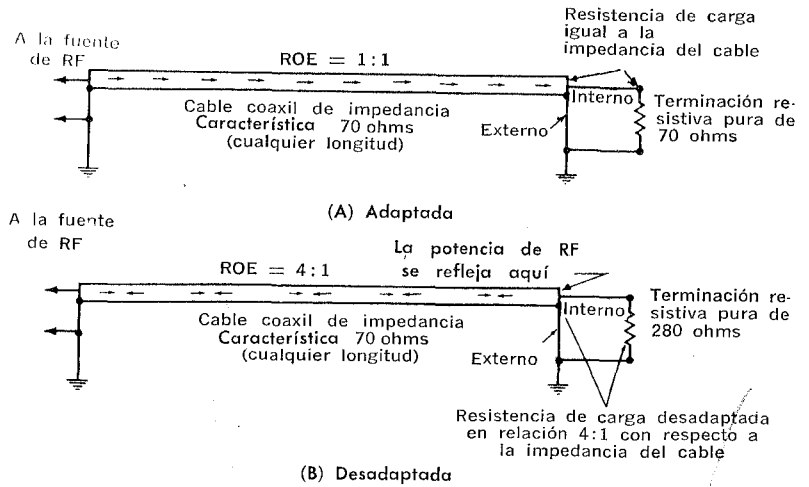 A la fuente
de RF
ROE = 1:1
Resistencia de carga
igual a la
impedancia del cable
Cable coaxil de impedancia
Característica 70 ohms
(cualquier longitud)
Interno
Externo
Terminación re-
sistiva pura de
70 ohms
(A) Adaptada
A la fuente
de RF
ROE = 4:1
La potencia de RF
se refleja aquí
Cable coaxil de impedancia
Característica 70 ohms
(cualquier longitud)
Interno
Externo
Terminación re-
sistiva pura de
280 ohms
Resistencia de carga desadaptada
en relación 4:1 con respecto a
la impedancia del cable
(B) Desadaptada